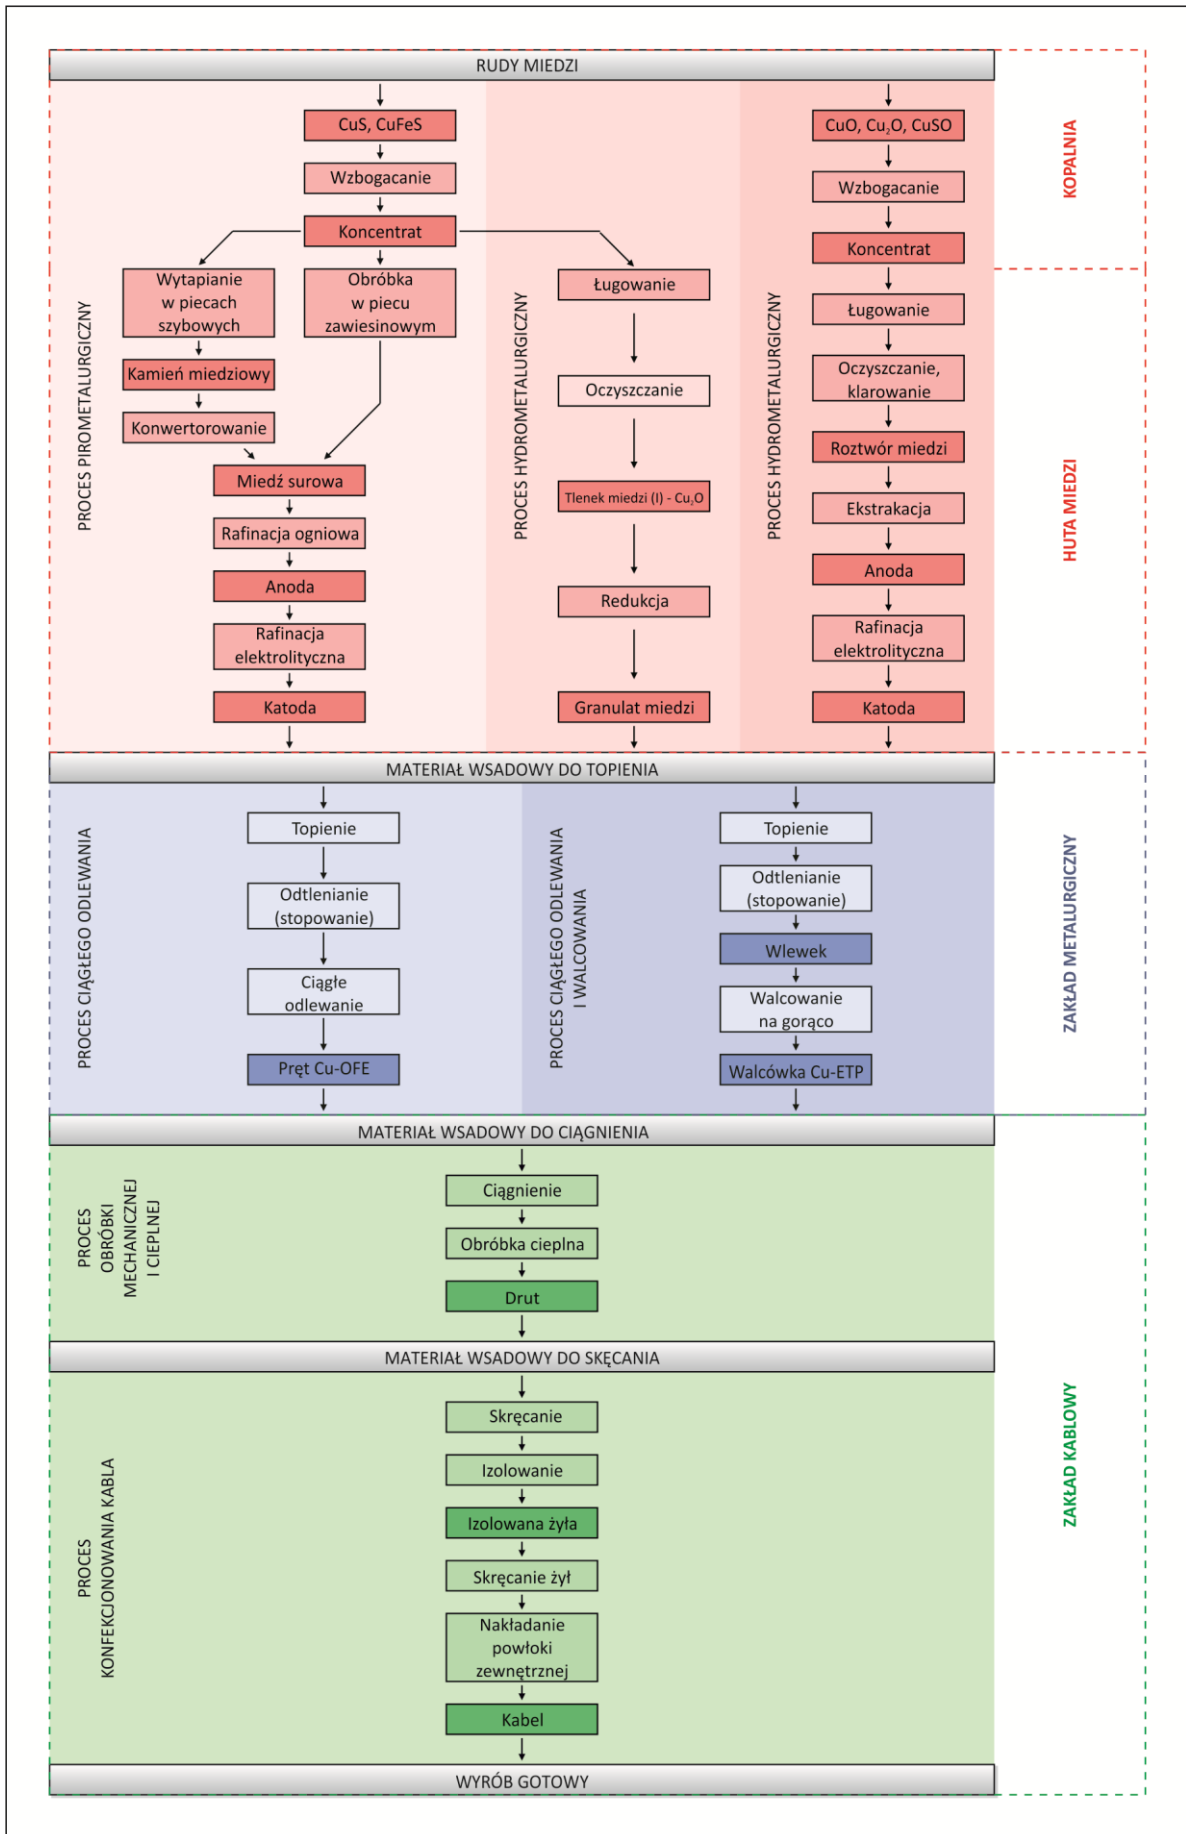 RUDY MIEDZI
KOPALNIA
HUTA MIEDZI
PROCES PIROMETALURGICZNY
CuS, CuFeS
Wzbogacanie
Koncentrat
Wytapianie
w piecach
szybowych
Kamień miedziowy
Konwertorowanie
Obróbka
w piecu
zawiesinowym
Miedź surowa
Rafinacja ogniowa
Anoda
Rafinacja
elektrolityczna
Katoda
PROCES HYDROMETALURGICZNY
Ługowanie
Oczyszczanie
Tlenek miedzi (I) - Cu₂O
Redukcja
Granulat miedzi
PROCES HYDROMETALURGICZNY
CuO, Cu₂O, CuSO
Wzbogacanie
Koncentrat
Ługowanie
Oczyszczanie,
klarowanie
Roztwór miedzi
Ekstrakacja
Anoda
Rafinacja
elektrolityczna
Katoda
MATERIAŁ WSADOWY DO TOPIENIA
ZAKŁAD METALURGICZNY
PROCES CIĄGŁEGO ODLEWANIA
Topienie
Odtlenianie
(stopowanie)
Ciągłe
odlewanie
Pręt Cu-OFE
PROCES CIĄGŁEGO ODLEWANIA
I WALCOWANIA
Topienie
Odtlenianie
(stopowanie)
Wlewek
Walcowanie
na gorąco
Walcówka Cu-ETP
MATERIAŁ WSADOWY DO CIĄGNIENIA
ZAKŁAD KABLOWY
PROCES
OBRÓBKI
MECHANICZNEJ
I CIEPLNEJ
Ciągnienie
Obróbka cieplna
Drut
MATERIAŁ WSADOWY DO SKĘCANIA
PROCES
KONFEKCJONOWANIA KABLA
Skręcanie
Izolowanie
Izolowana żyła
Skręcanie żył
Nakładanie
powłoki
zewnętrznej
Kabel
WYRÓB GOTOWY